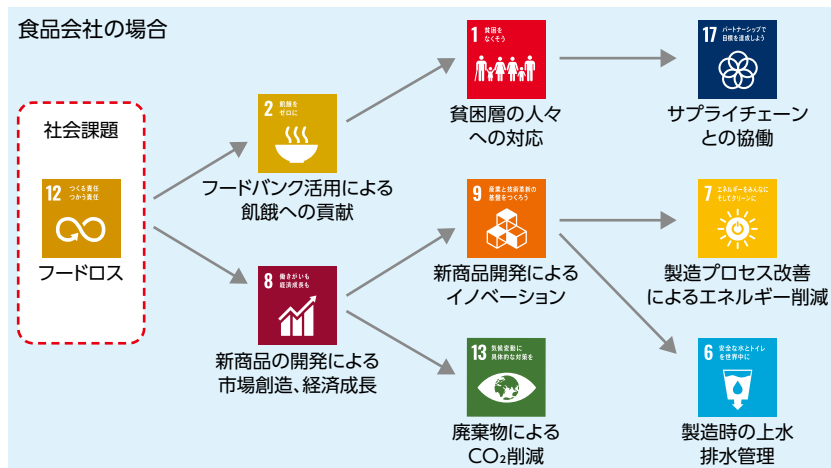 食品会社の場合
社会課題
12 つくる責任
つかう責任
フードロス
2 飢餓を
ゼロに
フードバンク活用による
飢餓への貢献
8 働きがいも
経済成長も
新商品の開発による
市場創造、経済成長
1 貧困を
なくそう
貧困層の人々
への対応
9 産業と技術革新の
基盤をつくろう
新商品開発による
イノベーション
13 気候変動に
具体的な対策を
廃棄物による
CO₂削減
17 パートナーシップで
目標を達成しよう
サプライチェーン
との協働
7 エネルギーをみんなに
そしてクリーンに
製造プロセス改善
によるエネルギー削減
6 安全な水とトイレ
を世界中に
製造時の上水
排水管理